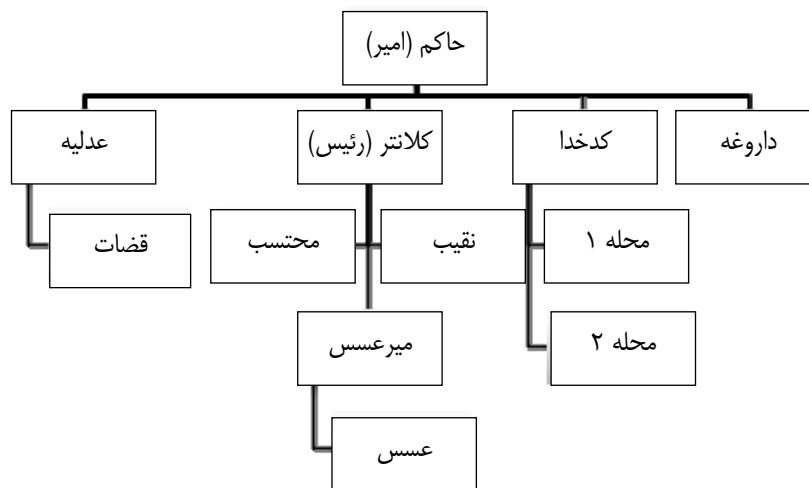 حاکم (امیر)
داروغه
کدخدا
کلانتر (رئیس)
عدلیه
محله ۱
نقیب
محتسب
قضات
محله ۲
میرعسس
عسس